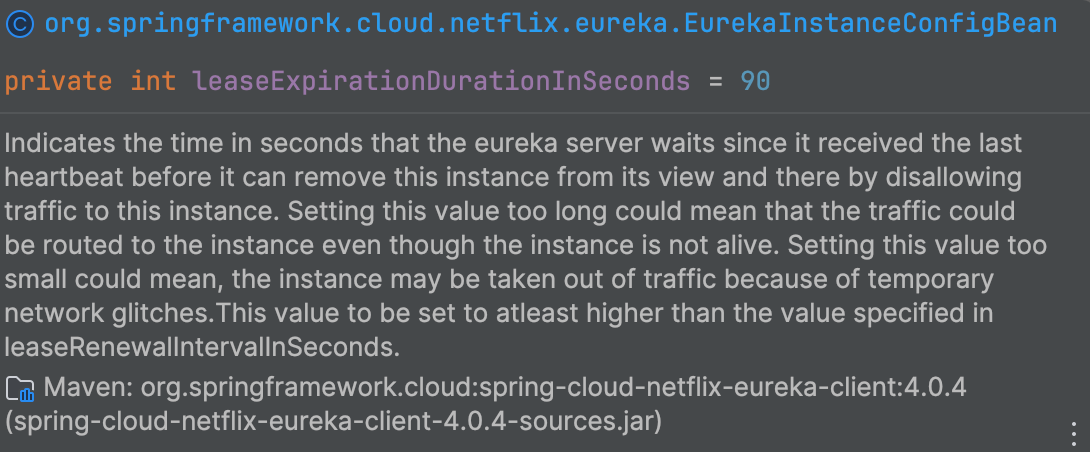 © org.springframework.cloud.netflix.eureka.EurekaInstanceConfigBean
private int leaseExpirationDurationInSeconds = 90
Indicates the time in seconds that the eureka server waits since it received the last
heartbeat before it can remove this instance from its view and there by disallowing
traffic to this instance. Setting this value too long could mean that the traffic could
be routed to the instance even though the instance is not alive. Setting this value too
small could mean, the instance may be taken out of traffic because of temporary
network glitches.This value to be set to atleast higher than the value specified in
leaseRenewalIntervalInSeconds.
Maven: org.springframework.cloud:spring-cloud-netflix-eureka-client:4.0.4
(spring-cloud-netflix-eureka-client-4.0.4-sources.jar)